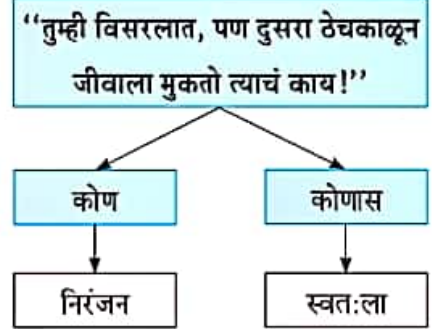 “तुम्ही विसरलात, पण दुसरा ठेचकाळून
जीवाला मुकतो त्याचं काय!”
कोण
कोणास
निरंजन
स्वत:ला